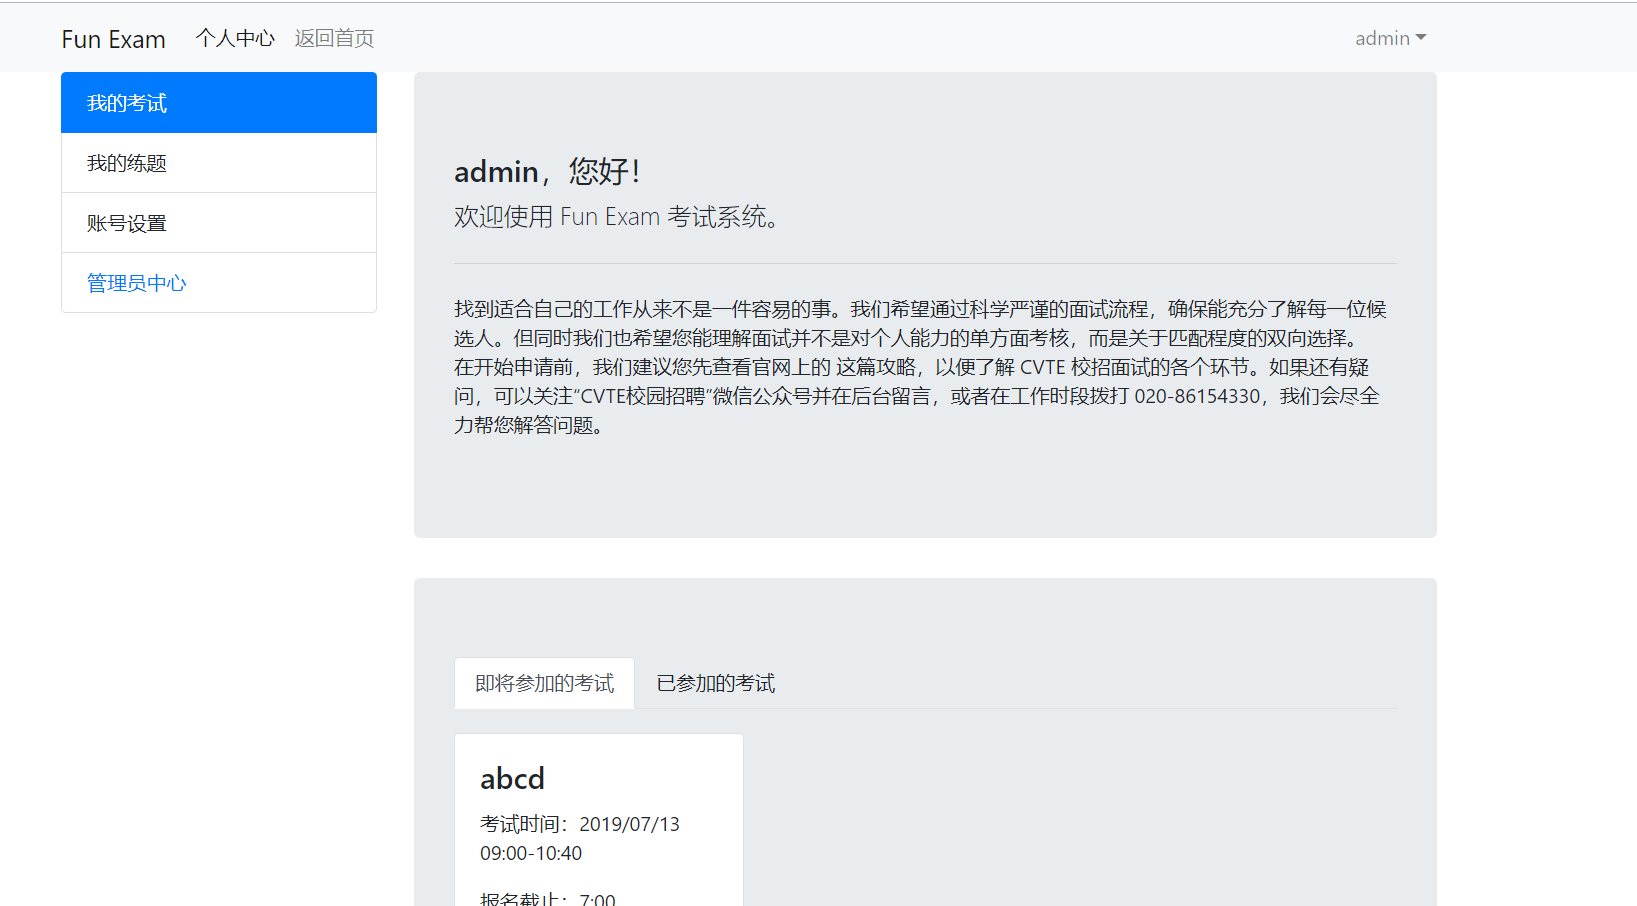 Fun Exam 个人中心 返回首页 admin
我的考试
我的练题
账号设置
管理员中心
admin，您好！
欢迎使用 Fun Exam 考试系统。
找到适合自己的工作从来不是一件容易的事。我们希望通过科学严谨的面试流程，确保能充分了解每一位候
选人。但同时我们也希望您能理解面试并不是对个人能力的单方面考核，而是关于匹配程度的双向选择。
在开始申请前，我们建议您先查看官网上的 这篇攻略，以便了解 CVTE 校招面试的各个环节。如果还有疑
问，可以关注“CVTE校园招聘”微信公众号并在后台留言，或者在工作时段拨打 020-86154330，我们会尽全
力帮您解答问题。
即将参加的考试 已参加的考试
abcd
考试时间：2019/07/13
09:00-10:40
报名截止：7:00